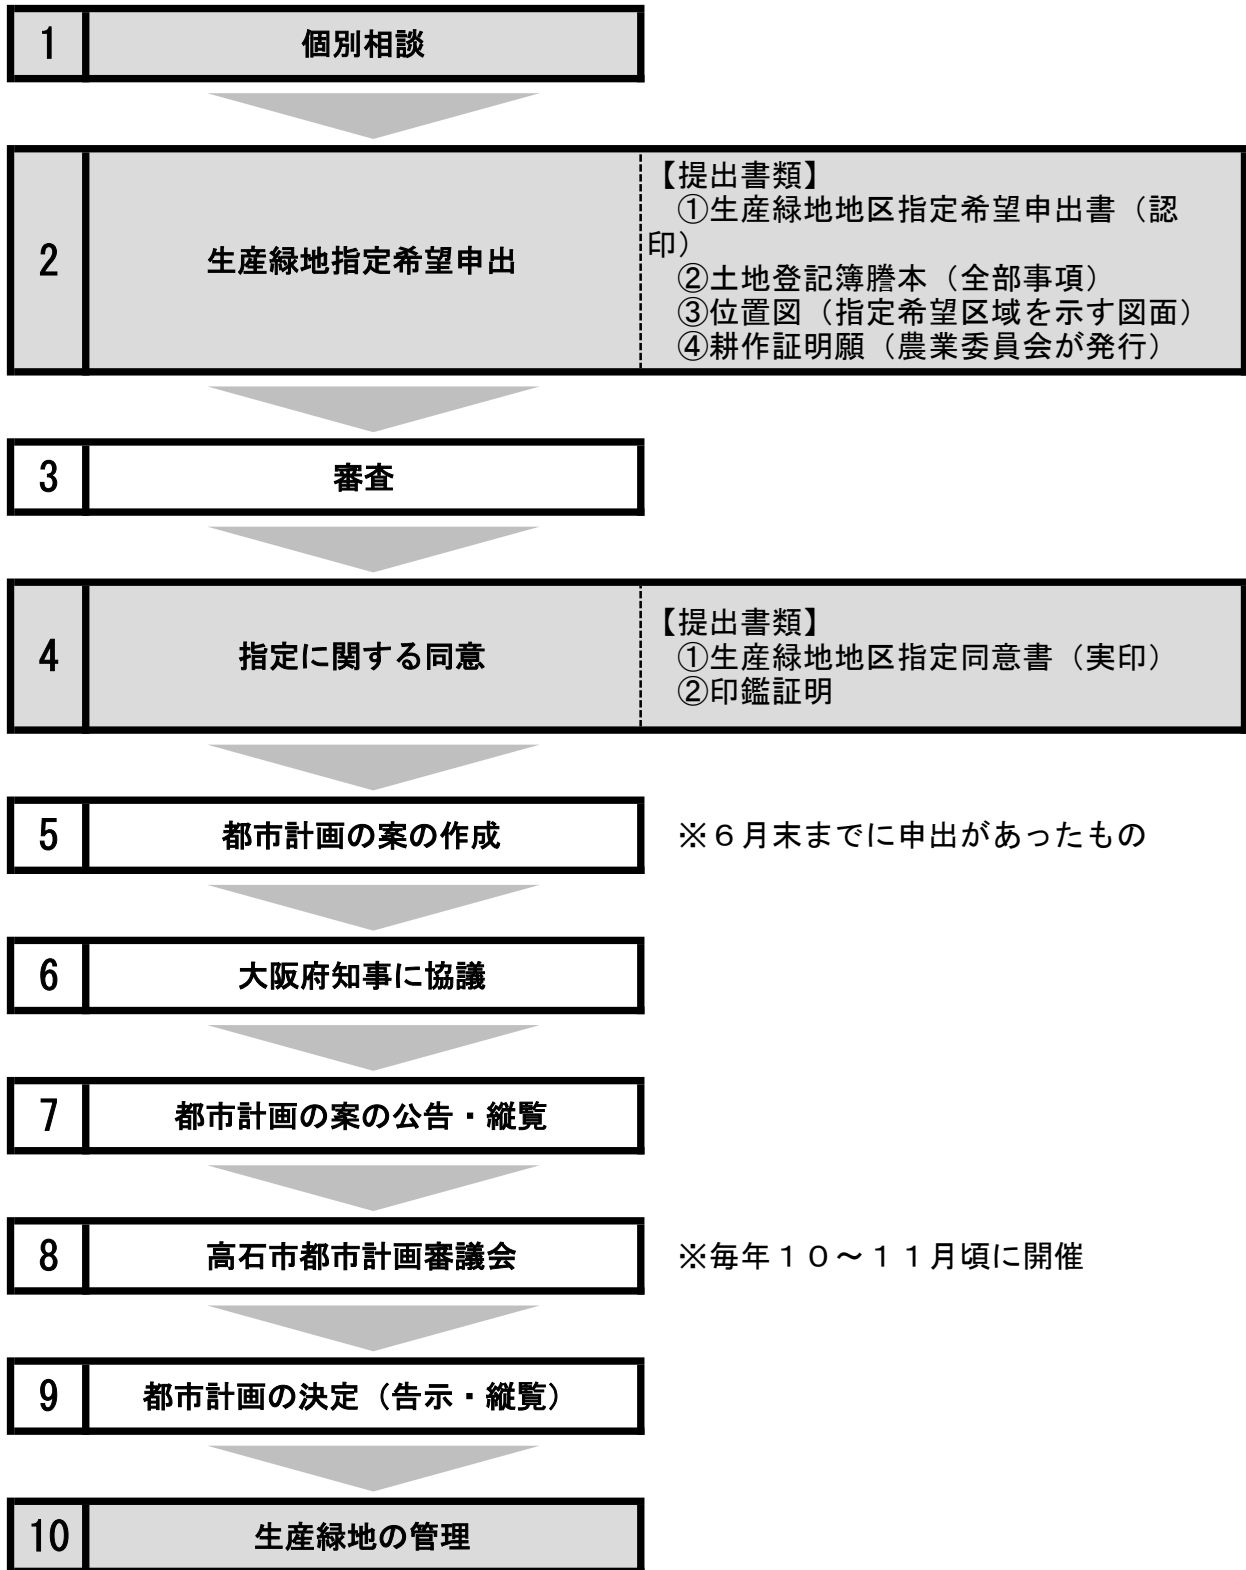 1 個別相談
2 生産緑地指定希望申出
【提出書類】
①生産緑地地区指定希望申出書（認
印）
②土地登記簿謄本（全部事項）
③位置図（指定希望区域を示す図面）
④耕作証明願（農業委員会が発行）
3 審査
4 指定に関する同意
【提出書類】
①生産緑地地区指定同意書（実印）
②印鑑証明
5 都市計画の案の作成 ※６月末までに申出があったもの
6 大阪府知事に協議
7 都市計画の案の公告・縦覧
8 高石市都市計画審議会 ※毎年１０～１１月頃に開催
9 都市計画の決定（告示・縦覧）
10 生産緑地の管理